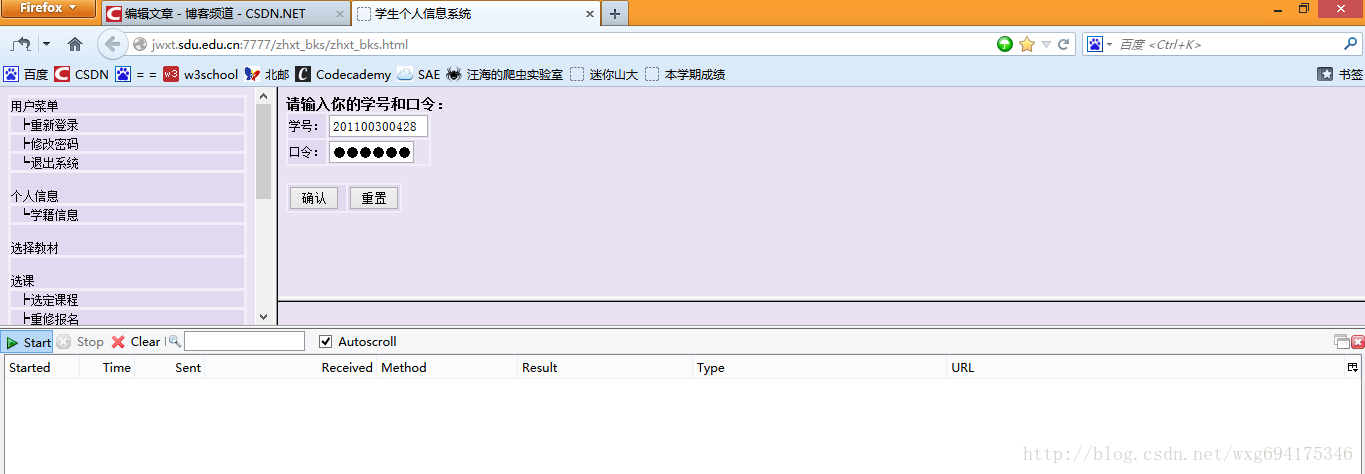 Firefox
编辑文章 - 博客频道 - CSDN.NET
学生个人信息系统
jwxt.sdu.edu.cn:7777/zhxt_bks/zhxt_bks.html
百度 <Ctrl+K>
百度 CSDN = = w3school 北邮 Codecademy SAE 汪海的爬虫实验室 迷你山大 本学期成绩 书签
用户菜单
┝重新登录
┝修改密码
┕退出系统
个人信息
┕学籍信息
选择教材
选课
┝选定课程
┝重修报名
请输入你的学号和口令：
学号： 201100300428
口令： ●●●●●●
确认 重置
Start Stop Clear Autoscroll
Started Time Sent Received Method Result Type URL
http://blog.csdn.net/wxg694175346